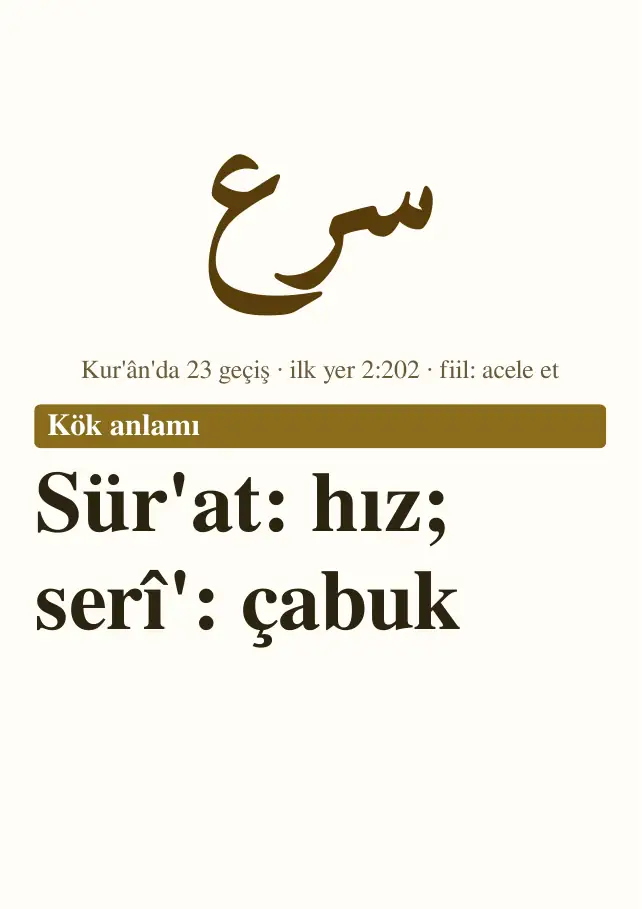 سرع
Kur'ân'da 23 geçiş · ilk yer 2:202 · fiil: acele et
Kök anlamı
Sür'at: hız;
serî': çabuk